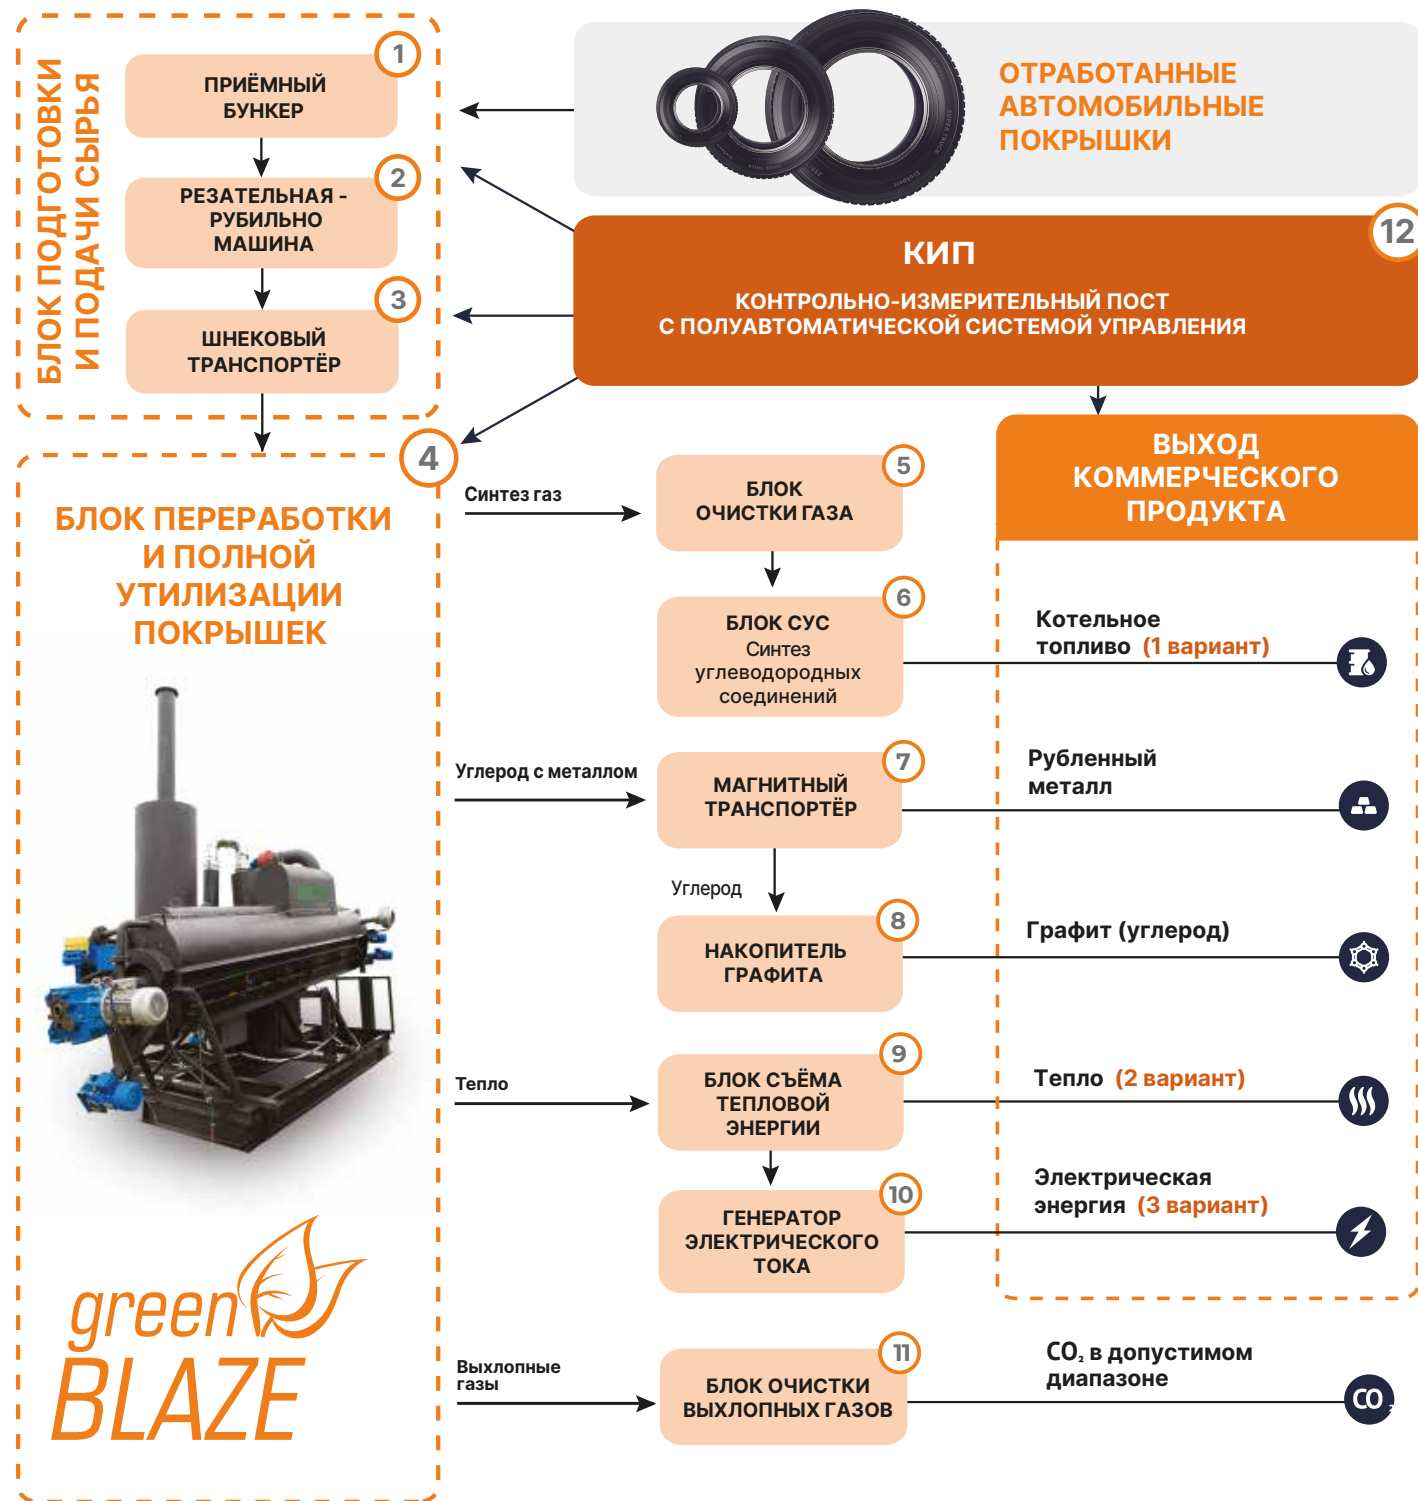 БЛОК ПОДГОТОВКИ
И ПОДАЧИ СЫРЬЯ
1
ПРИЁМНЫЙ
БУНКЕР
2
РЕЗАТЕЛЬНАЯ -
РУБИЛЬНО
МАШИНА
3
ШНЕКОВЫЙ
ТРАНСПОРТЁР
ОТРАБОТАННЫЕ
АВТОМОБИЛЬНЫЕ
ПОКРЫШКИ
12
КИП
КОНТРОЛЬНО-ИЗМЕРИТЕЛЬНЫЙ ПОСТ
С ПОЛУАВТОМАТИЧЕСКОЙ СИСТЕМОЙ УПРАВЛЕНИЯ
4
БЛОК ПЕРЕРАБОТКИ
И ПОЛНОЙ
УТИЛИЗАЦИИ
ПОКРЫШЕК
green
BLAZE
Синтез газ
5
БЛОК
ОЧИСТКИ ГАЗА
6
БЛОК СУС
Синтез
углеводородных
соединений
Углерод с металлом
7
МАГНИТНЫЙ
ТРАНСПОРТЁР
Углерод
8
НАКОПИТЕЛЬ
ГРАФИТА
Тепло
9
БЛОК СЪЁМА
ТЕПЛОВОЙ
ЭНЕРГИИ
10
ГЕНЕРАТОР
ЭЛЕКТРИЧЕСКОГО
ТОКА
Выхлопные
газы
11
БЛОК ОЧИСТКИ
ВЫХЛОПНЫХ ГАЗОВ
ВЫХОД
КОММЕРЧЕСКОГО
ПРОДУКТА
Котельное
топливо (1 вариант)
Рубленный
металл
Графит (углерод)
Тепло (2 вариант)
Электрическая
энергия (3 вариант)
CO₂ в допустимом
диапазоне
CO₂